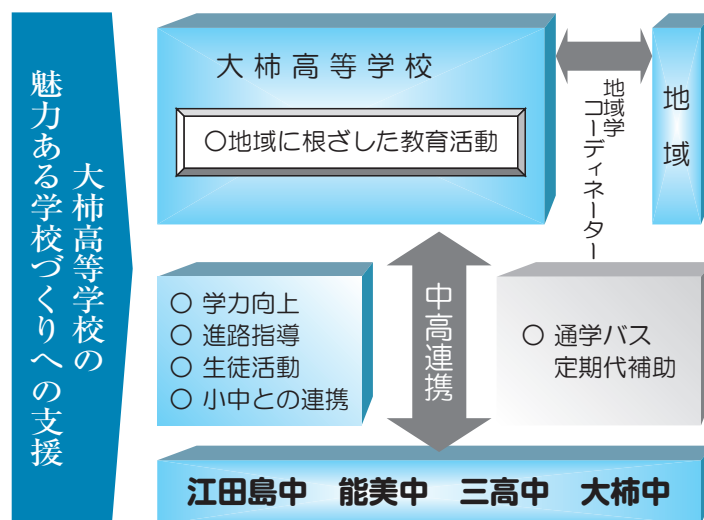 大柿高等学校の
魅力ある学校づくりへの支援
大柿高等学校
〇地域に根ざした教育活動
地域学
コーディネーター
地域
〇 学力向上
〇 進路指導
〇 生徒活動
〇 小中との連携
中高連携
〇 通学バス
定期代補助
江田島中 能美中 三高中 大柿中